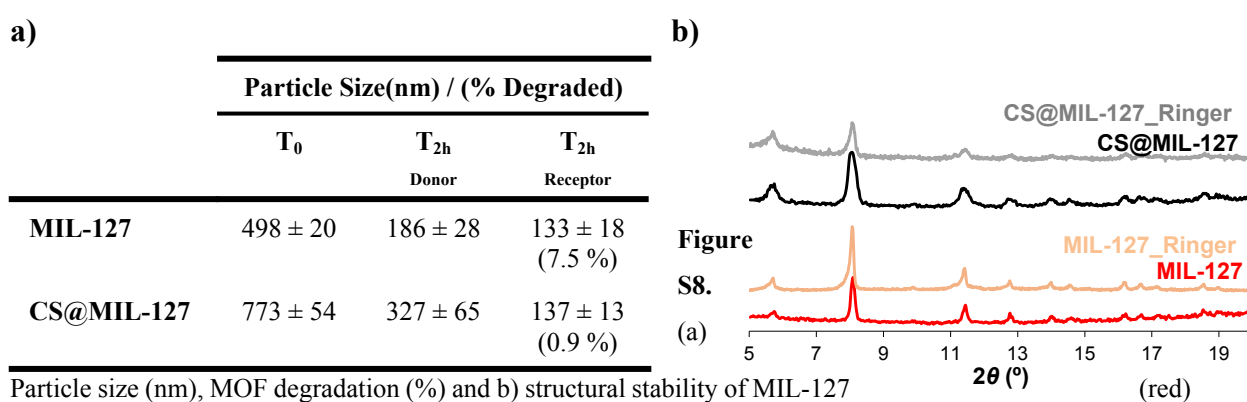 a)
Particle Size(nm) / (% Degraded)
T0 T2h T2h
Donor Receptor
MIL-127 498 ± 20 186 ± 28 133 ± 18
(7.5 %)
CS@MIL-127 773 ± 54 327 ± 65 137 ± 13
(0.9 %)
b)
CS@MIL-127_Ringer
CS@MIL-127
Figure
MIL-127_Ringer
S8.
MIL-127
(a)
5 7 9 11 13 15 17 19
2θ (º)
Particle size (nm), MOF degradation (%) and b) structural stability of MIL-127 (red)